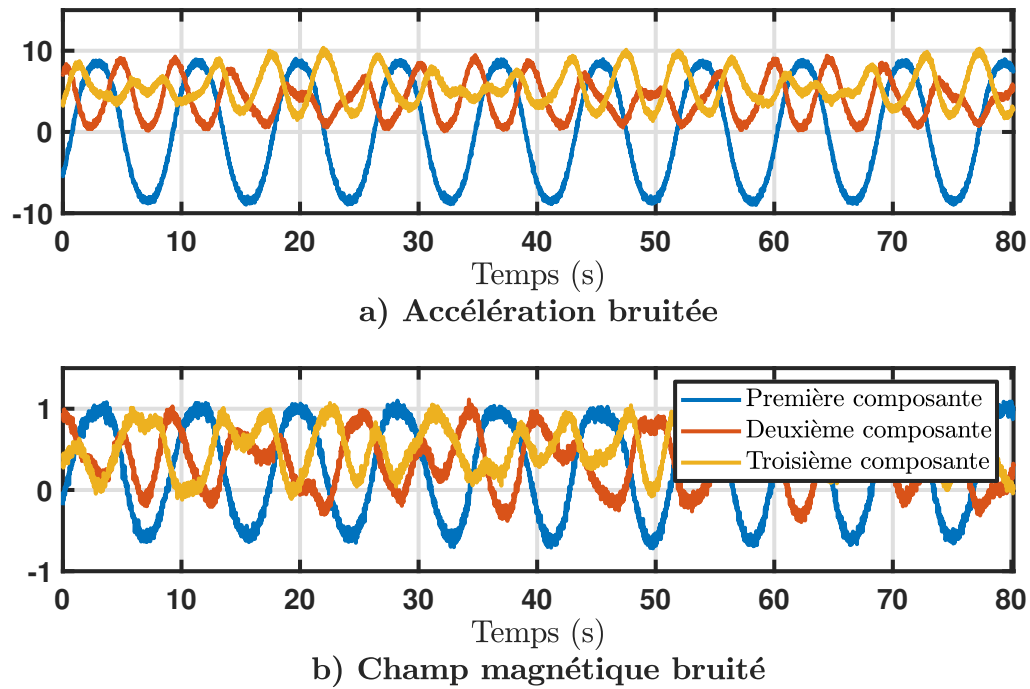 10
0
-10
0 10 20 30 40 50 60 70 80
Temps (s)
a) Accélération bruitée
1
0
-1
Première composante
Deuxième composante
Troisième composante
0 10 20 30 40 50 60 70 80
Temps (s)
b) Champ magnétique bruité